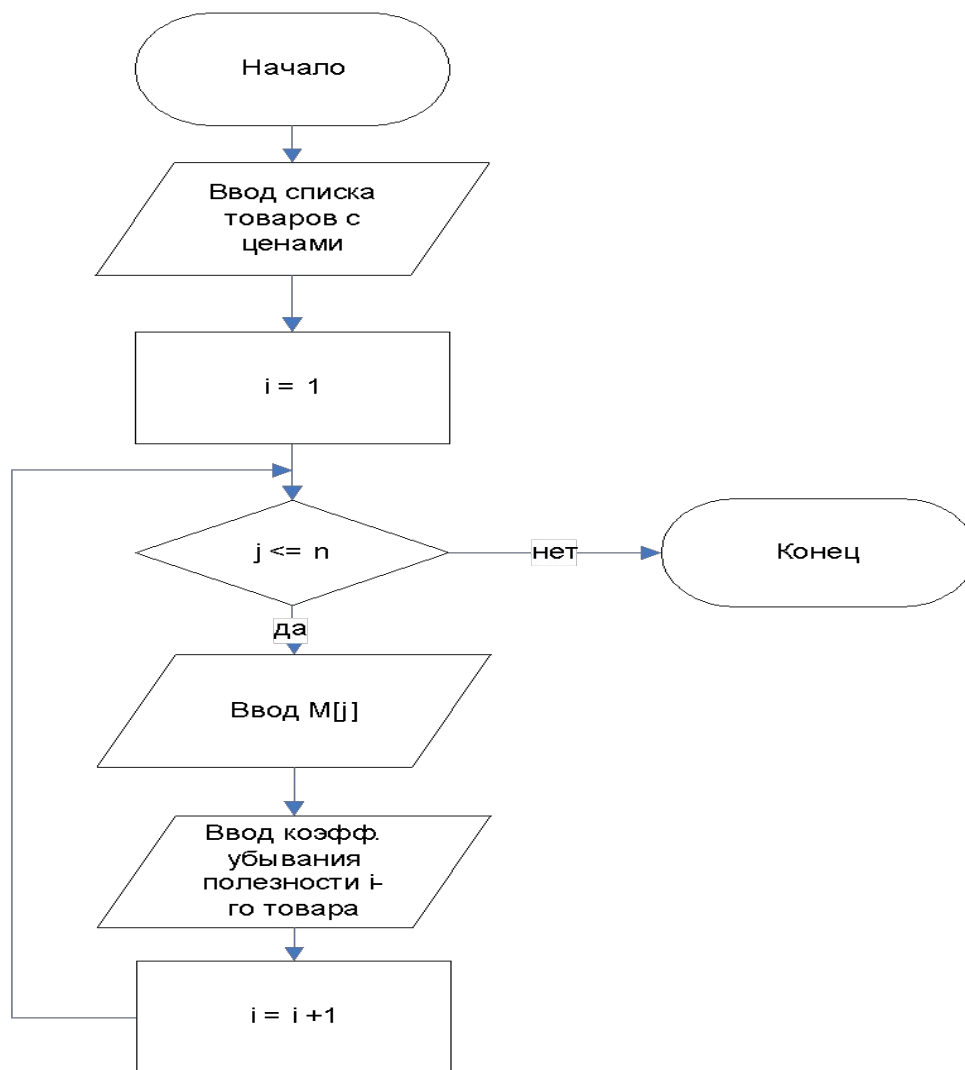 Начало
Ввод списка
товаров с
ценами
i = 1
j <= n
нет
Конец
да
Ввод M[j]
Ввод коэфф.
убывания
полезности i-
го товара
i = i +1